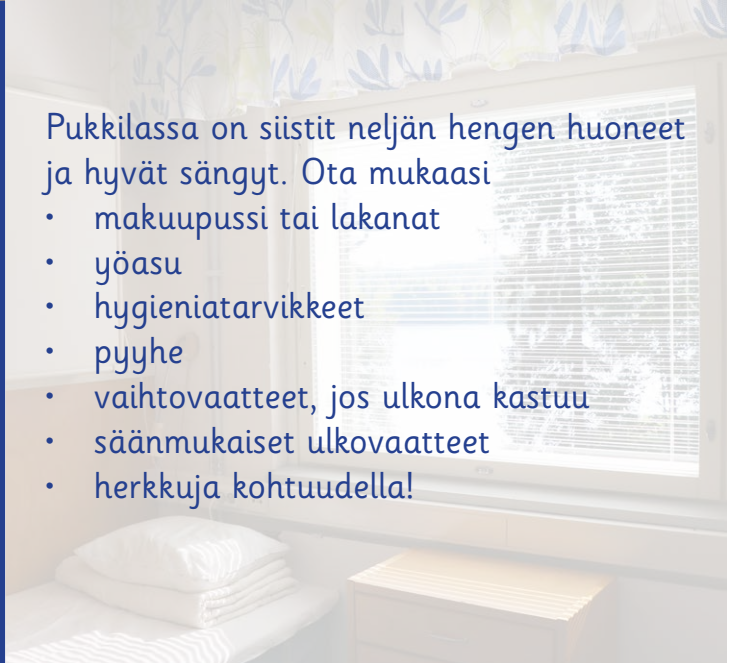 Pukkilassa on siistit neljän hengen huoneet
ja hyvät sängyt. Ota mukaasi
• makuupussi tai lakanat
• yöasu
• hygieniatarvikkeet
• pyyhe
• vaihtovaatteet, jos ulkona kastuu
• säänmukaiset ulkovaatteet
• herkkuja kohtuudella!